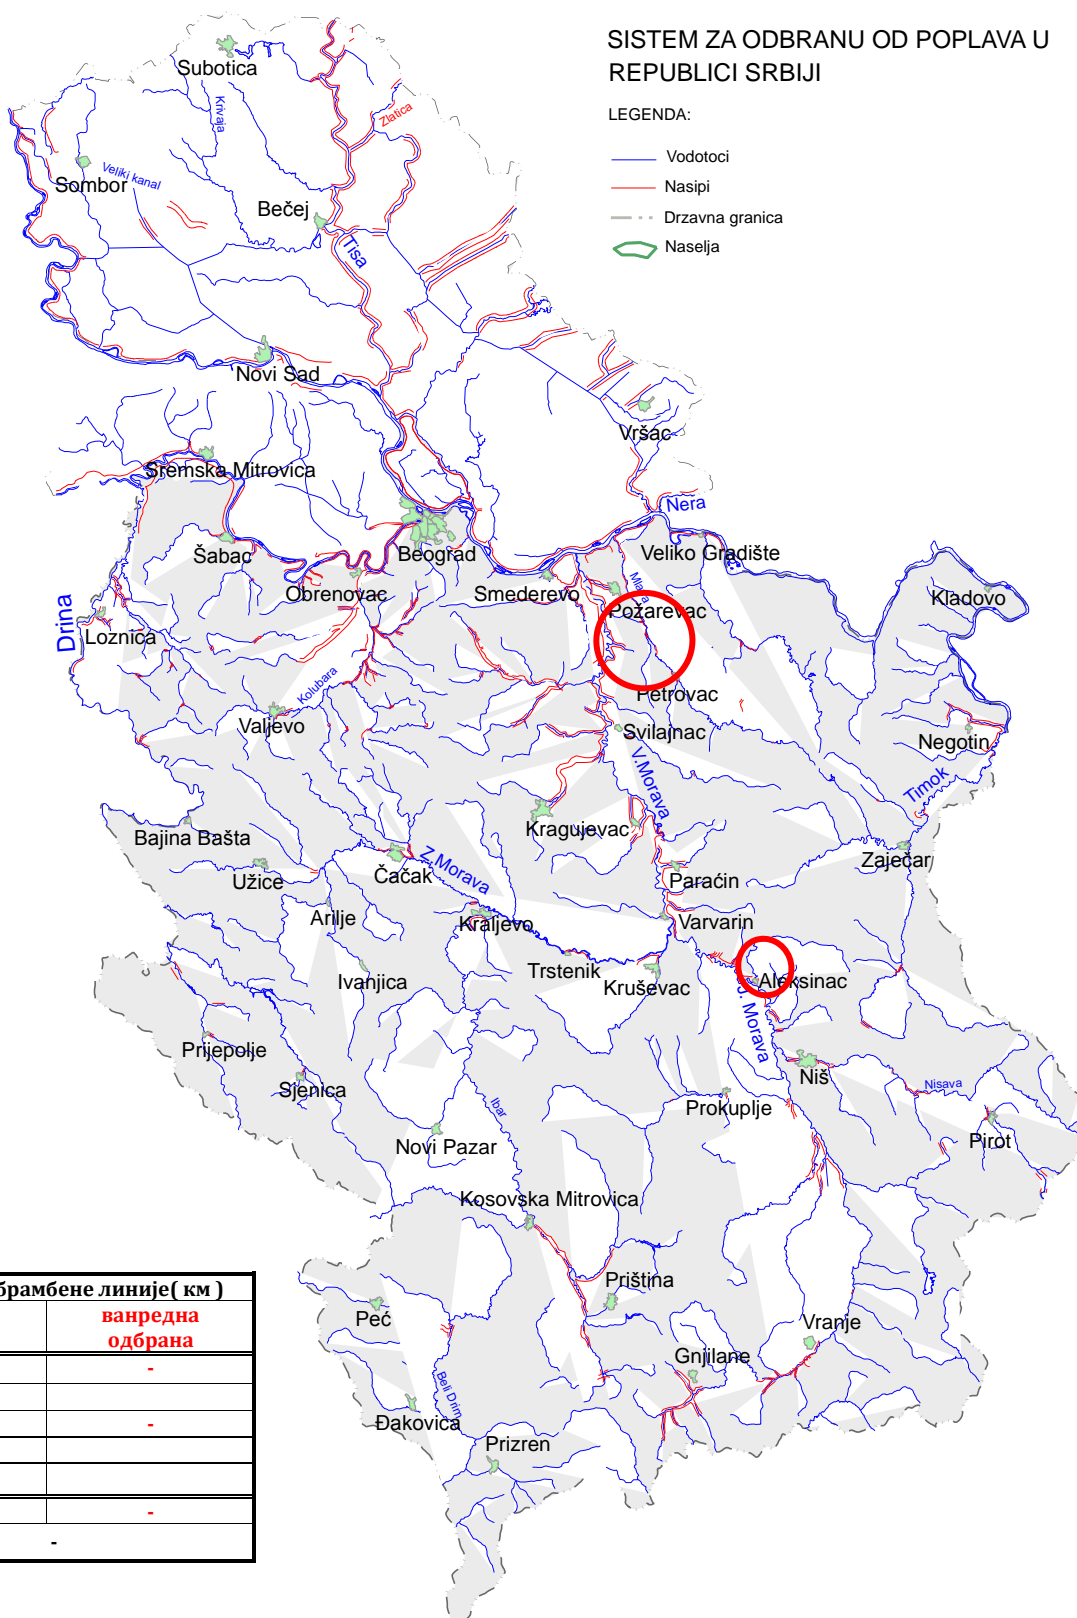 SISTEM ZA ODBRANU OD POPLAVA U
REPUBLICI SRBIJI
LEGENDA:
Vodotoci
Nasipi
Drzavna granica
Naselja
Subotica
Krivaja
Zlatica
Sombor
Veliki kanal
Bečej
Tisa
Novi Sad
Vršac
Sremska Mitrovica
Nera
Šabac
Beograd
Veliko Gradište
Obrenovac
Smederevo
Kladovo
Drina
Požarevac
Loznica
Kolubara
Petrovac
Valjevo
Svilajnac
Negotin
V.Morava
Timok
Bajina Bašta
Kragujevac
Zaječar
Užice
Čačak
Z.Morava
Paraćin
Arilje
Kraljevo
Varvarin
Ivanjica
Trstenik
Kruševac
Aleksinac
J. Morava
Prijepolje
Sjenica
Niš
Nisava
Ibar
Prokuplje
Novi Pazar
Pirot
Kosovska Mitrovica
Priština
Peć
Vranje
Gnjilane
Beli Drim
Đakovica
Prizren
брамбене линије( км )
ванредна
одбрана
-
-
-
-